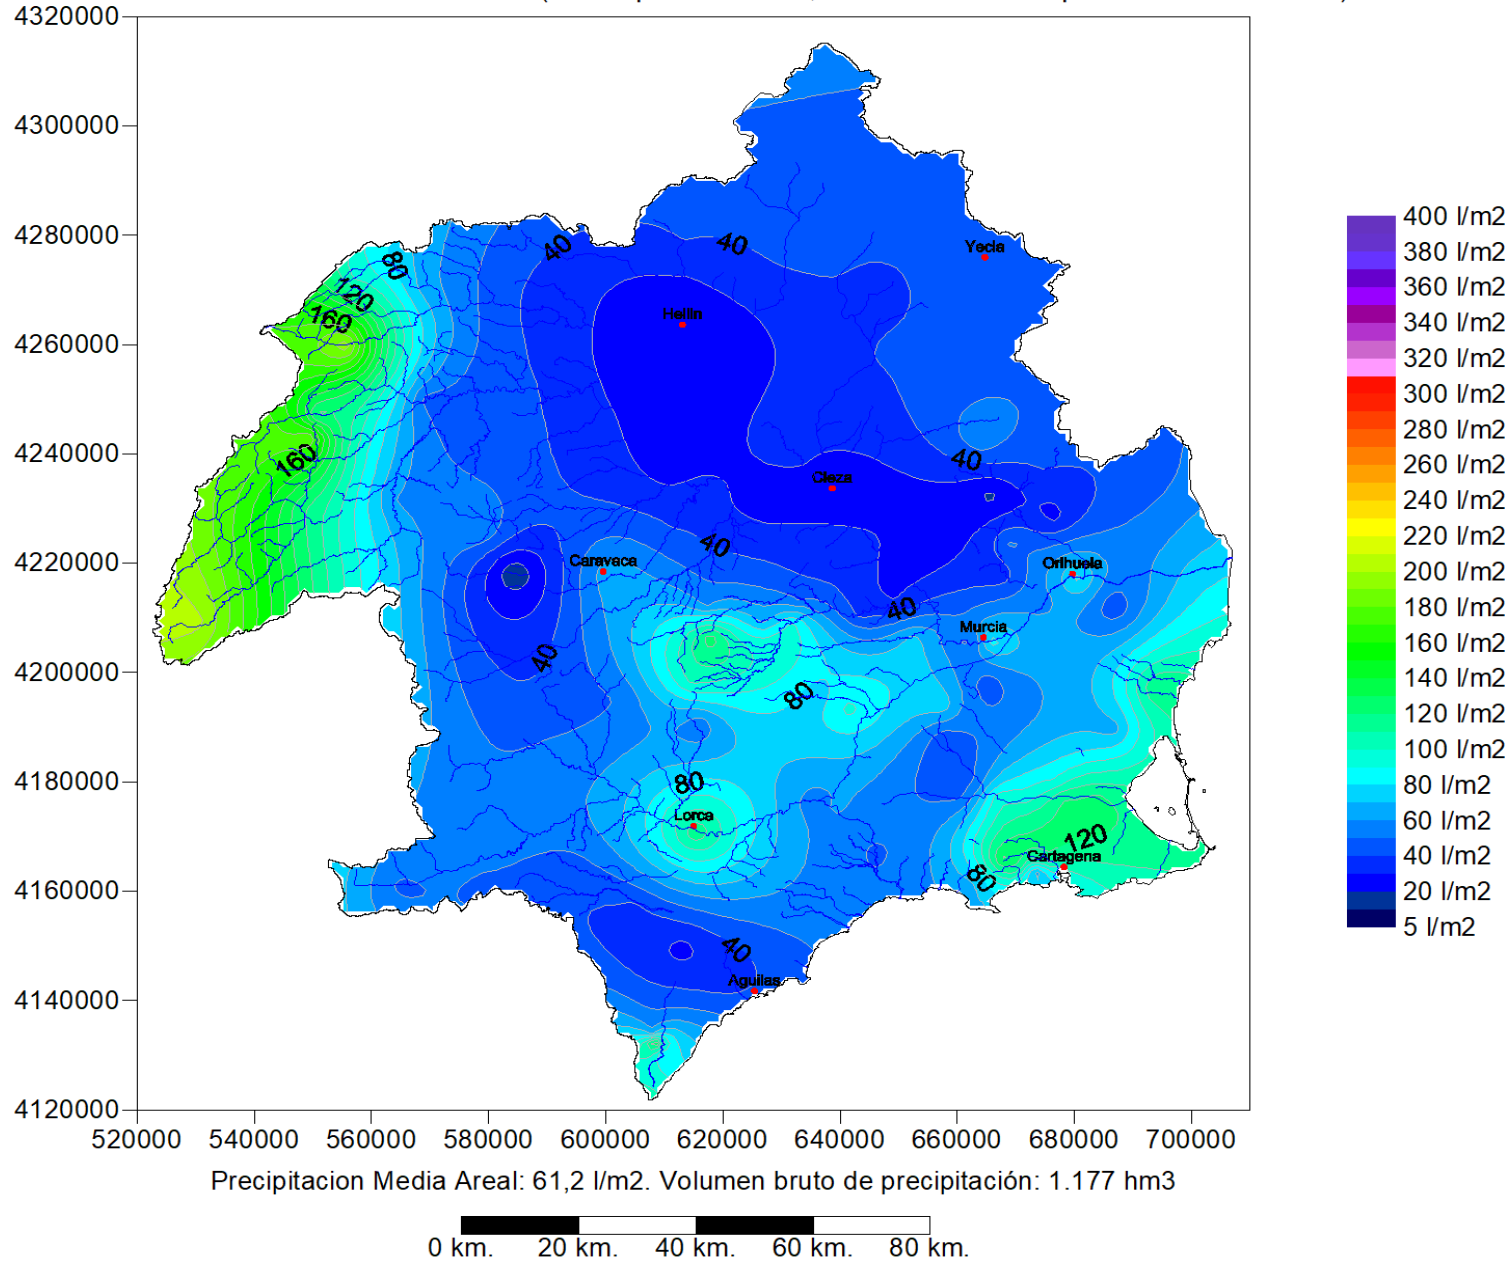 4320000
4300000
4280000
4260000
4240000
4220000
4200000
4180000
4160000
4140000
4120000
520000 540000 560000 580000 600000 620000 640000 660000 680000 700000
40
40
Yecla
80
120
160
Hellin
160
40
Cieza
40
Caravaca
Orihuela
40
Murcia
40
80
80
Lorca
120
Cartagena
80
40
Aguilas
400 l/m2
380 l/m2
360 l/m2
340 l/m2
320 l/m2
300 l/m2
280 l/m2
260 l/m2
240 l/m2
220 l/m2
200 l/m2
180 l/m2
160 l/m2
140 l/m2
120 l/m2
100 l/m2
80 l/m2
60 l/m2
40 l/m2
20 l/m2
5 l/m2
Precipitacion Media Areal: 61,2 l/m2. Volumen bruto de precipitación: 1.177 hm3
0 km. 20 km. 40 km. 60 km. 80 km.